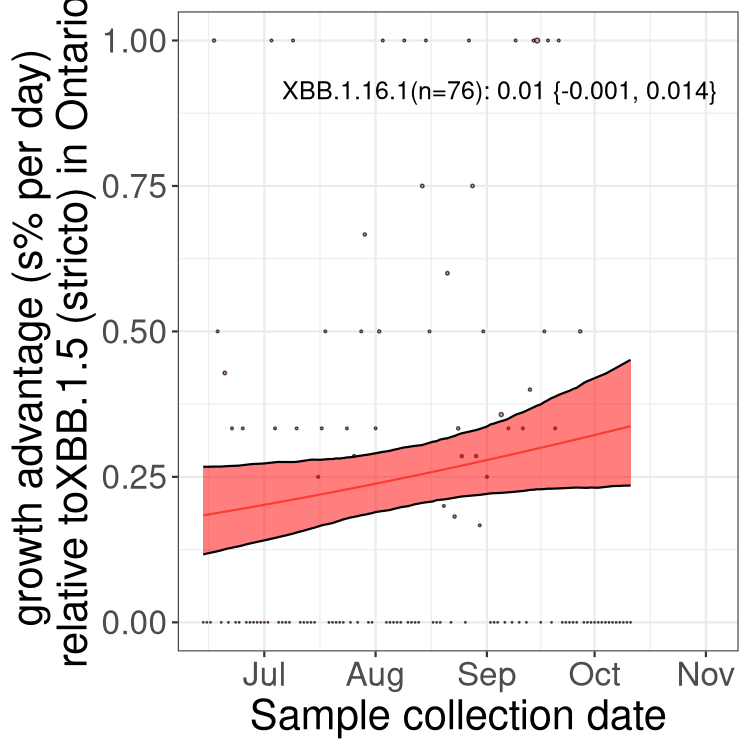 growth advantage (s% per day)
relative toXBB.1.5 (stricto) in Ontario
1.00
0.75
0.50
0.25
0.00
XBB.1.16.1(n=76): 0.01 {-0.001, 0.014}
Jul Aug Sep Oct Nov
Sample collection date